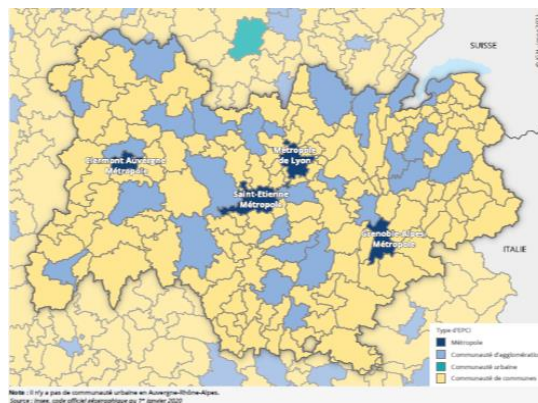 SUISSE
Métropole
de Lyon
Clermont Auvergne
Métropole
Saint-Etienne
Métropole
Grenoble-Alpes
Métropole
ITALIE
Type d'EPCI
Métropole
Communauté d'agglomération
Communauté urbaine
Communauté de communes
Note : il n'y a pas de communauté urbaine en Auvergne-Rhône-Alpes.
Source : Insee, code officiel géographique au 1er janvier 2020